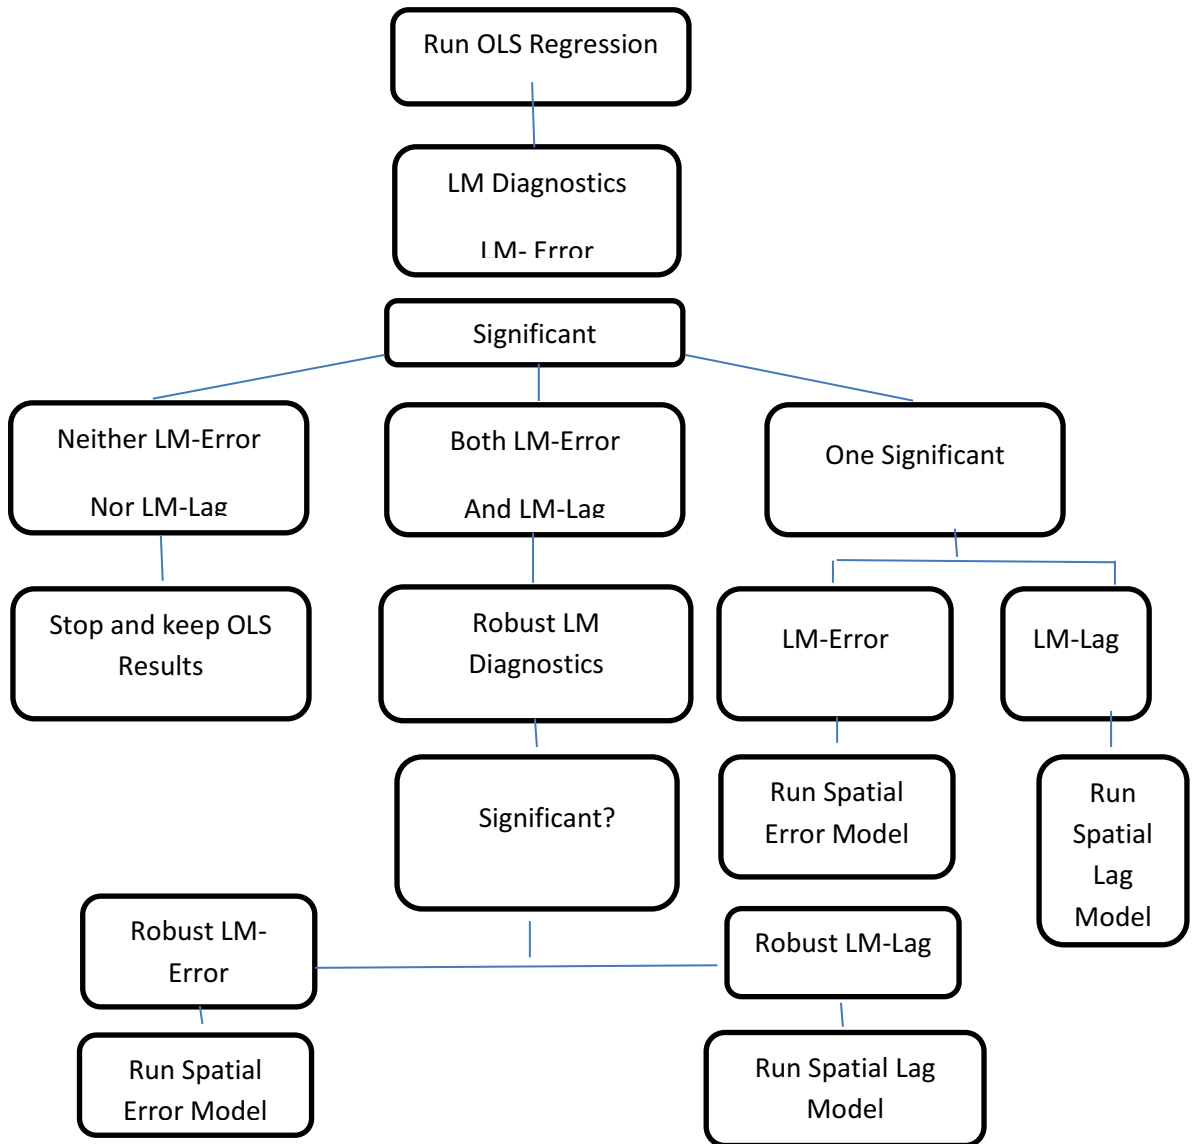 Run OLS Regression
LM Diagnostics
LM- Error
Significant
Neither LM-Error
Nor LM-Lag
Both LM-Error
And LM-Lag
One Significant
Stop and keep OLS
Results
Robust LM
Diagnostics
LM-Error
LM-Lag
Significant?
Run Spatial
Error Model
Run
Spatial
Lag
Model
Robust LM-
Error
Robust LM-Lag
Run Spatial
Error Model
Run Spatial Lag
Model